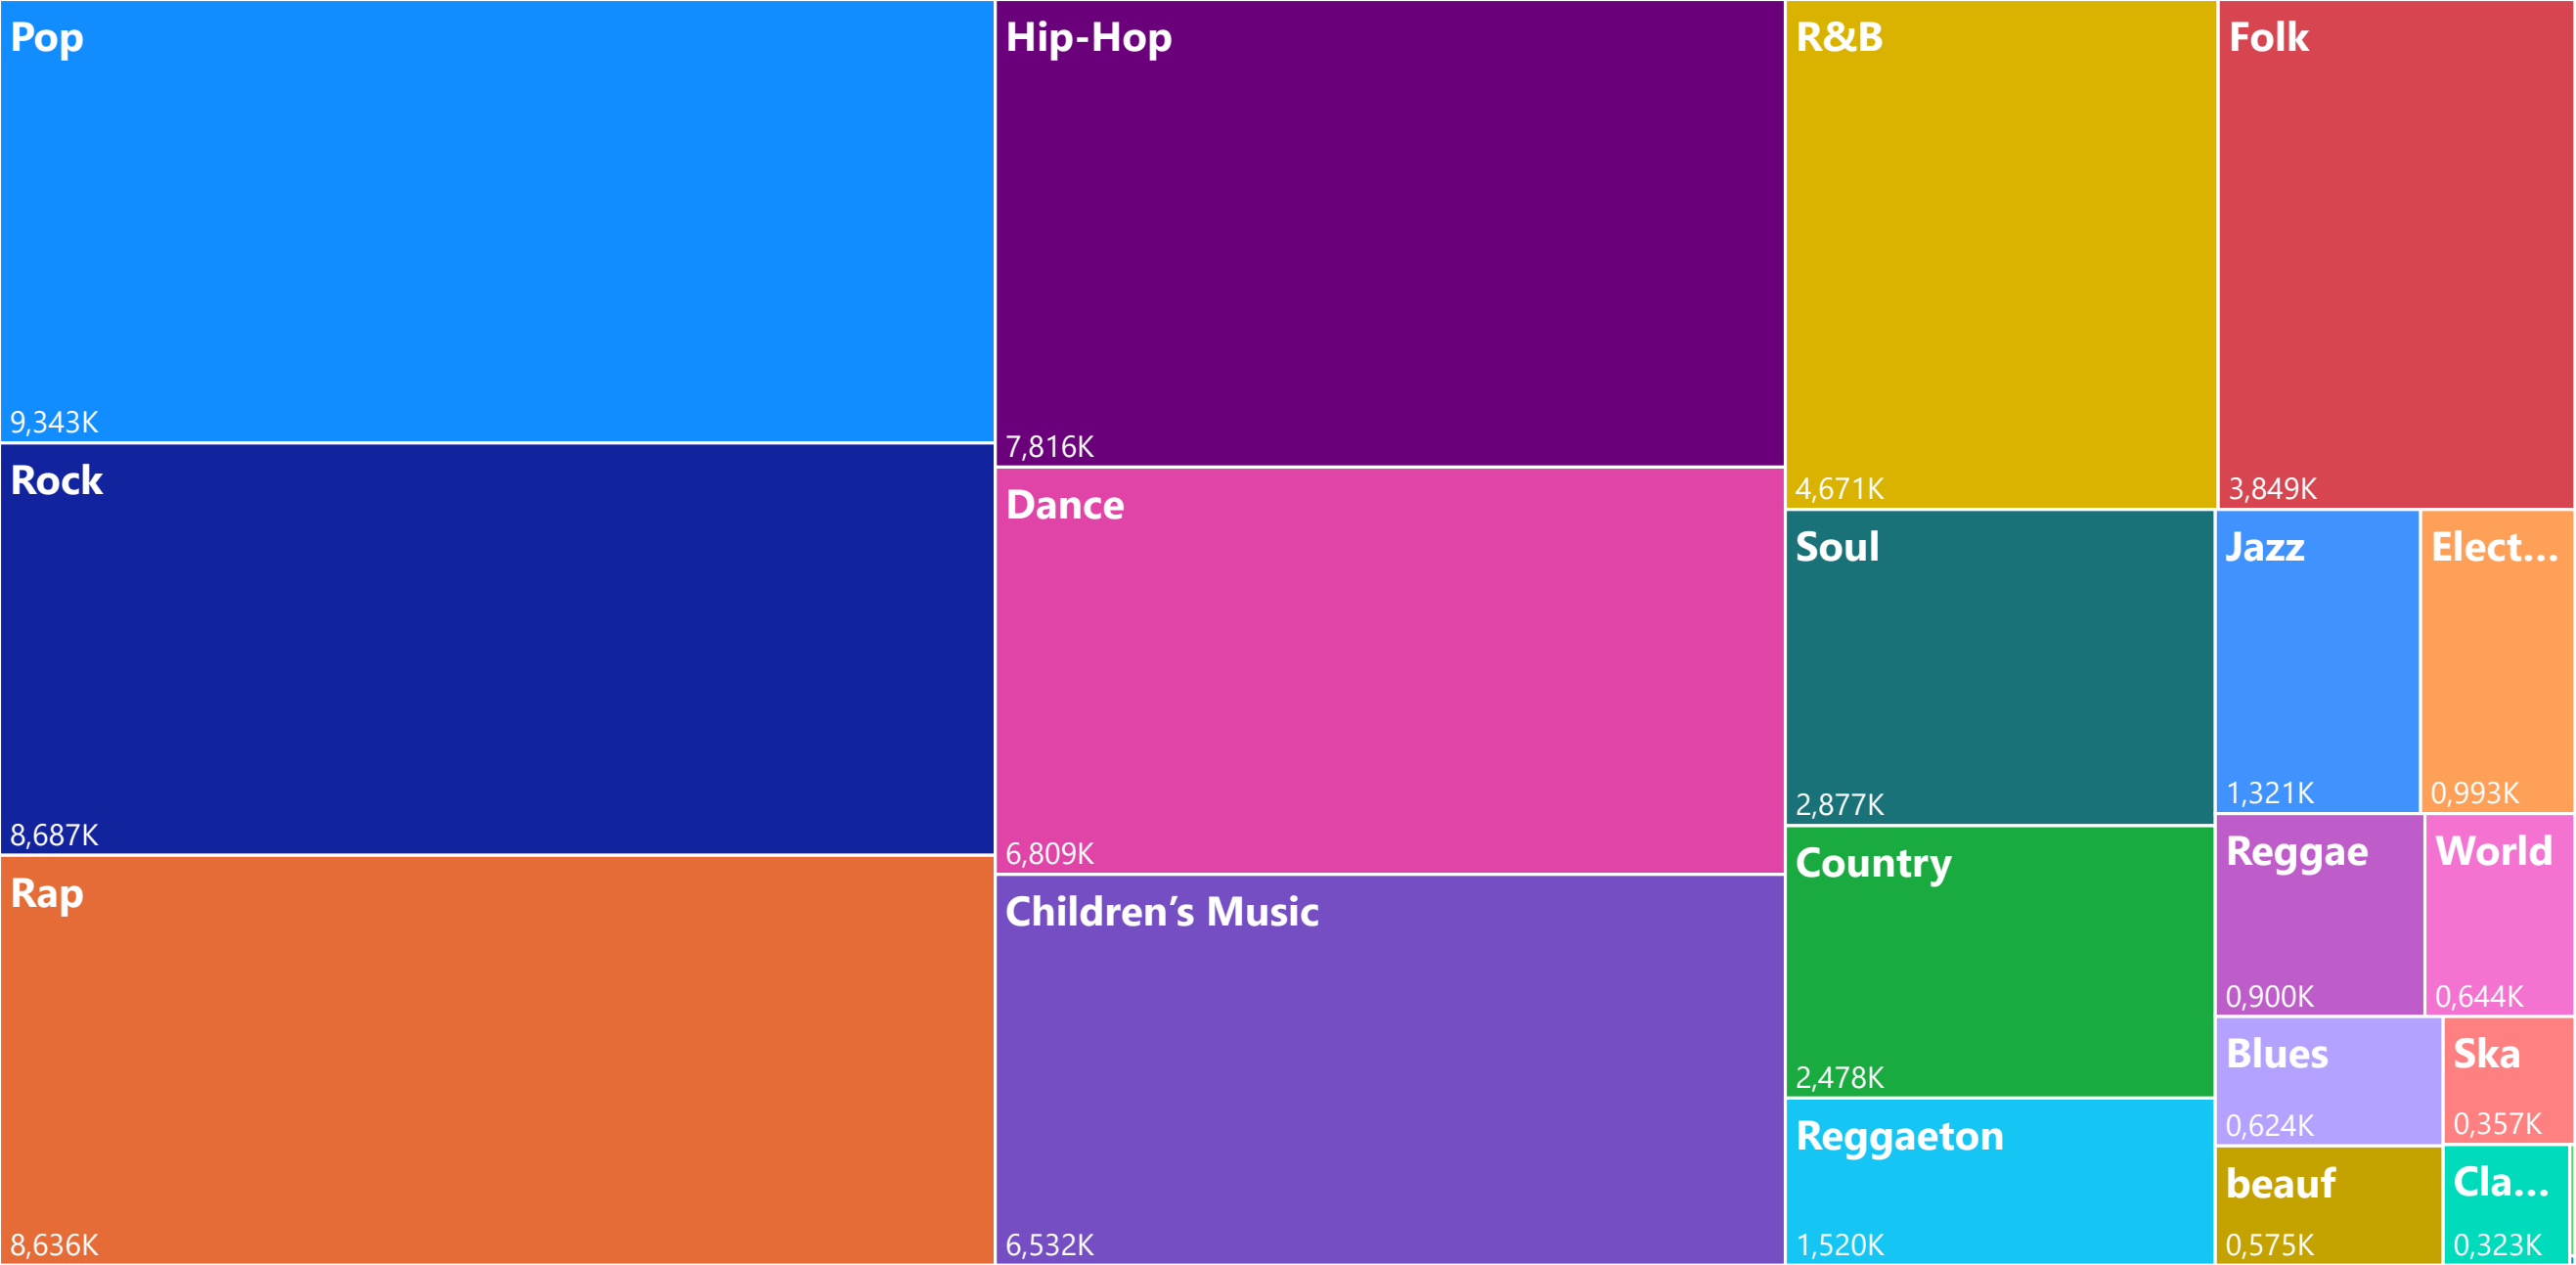 Pop
9,343K
Rock
8,687K
Rap
8,636K
Hip-Hop
7,816K
Dance
6,809K
Children’s Music
6,532K
R&B
4,671K
Folk
3,849K
Soul
2,877K
Country
2,478K
Reggaeton
1,520K
Jazz
1,321K
Elect...
0,993K
Reggae
0,900K
World
0,644K
Blues
0,624K
Ska
0,357K
beauf
0,575K
Cla...
0,323K